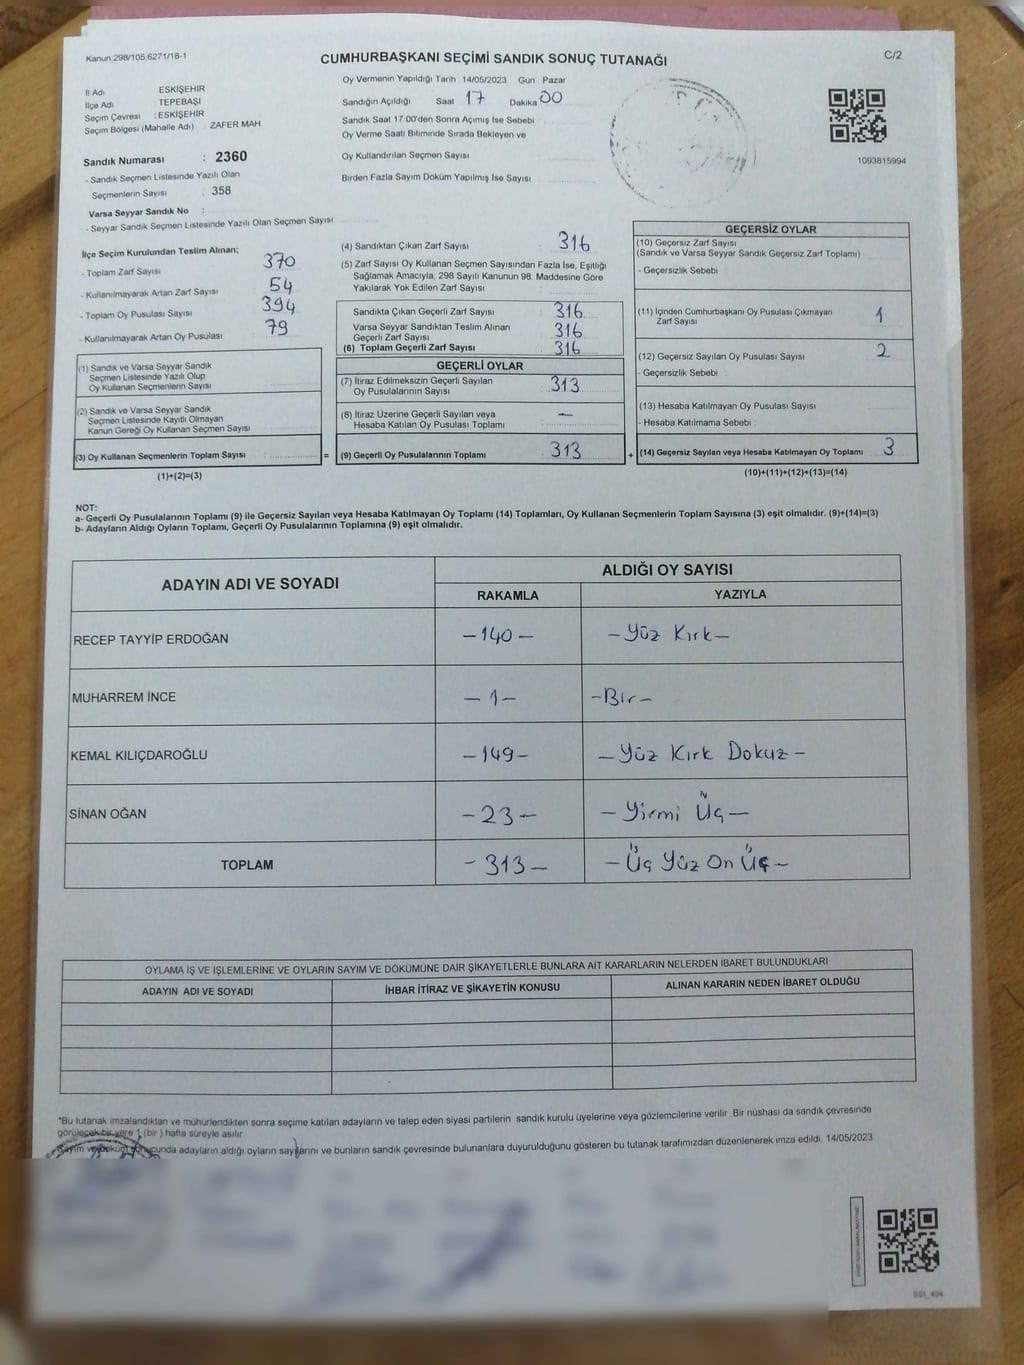 Kanun:298/105,6271/18-1
CUMHURBAŞKANI SEÇİMİ SANDIK SONUÇ TUTANAĞI
C/2
İl Adı ESKİŞEHİR
İlçe Adı TEPEBAŞI
Seçim Çevresi : ESKİŞEHİR
Seçim Bölgesi (Mahalle Adı) ZAFER MAH
Sandık Numarası : 2360
- Sandık Seçmen Listesinde Yazılı Olan
Seçmenlerin Sayısı : 358
Varsa Seyyar Sandık No :
- Seyyar Sandık Seçmen Listesinde Yazılı Olan Seçmen Sayısı:
Oy Vermenin Yapıldığı Tarih : 14/05/2023 Gün Pazar
Sandığın Açıldığı Saat 17 Dakika 00
Sandık Saat 17.00'den Sonra Açımış İse Sebebi
Oy Verme Saati Bitiminde Sırada Bekleyen ve
Oy Kullandırılan Seçmen Sayısı
Birden Fazla Sayım Döküm Yapılmış İse Sayısı
1093815994
İlçe Seçim Kurulundan Teslim Alınan;
- Toplam Zarf Sayısı 370
- Kullanılmayarak Artan Zarf Sayısı 54
- Toplam Oy Pusulası Sayısı 394
- Kullanılmayarak Artan Oy Pusulası 79
(1) Sandık ve Varsa Seyyar Sandık
Seçmen Listesinde Yazılı Olup
Oy Kullanan Seçmenlerin Sayısı
(2) Sandık ve Varsa Seyyar Sandık
Seçmen Listesinde Kayıtlı Olmayan
Kanun Gereği Oy Kullanan Seçmen Sayısı
(3) Oy Kullanan Seçmenlerin Toplam Sayısı
(1)+(2)=(3)
(4) Sandıktan Çıkan Zarf Sayısı 316
(5) Zarf Sayısı Oy Kullanan Seçmen Sayısından Fazla İse, Eşitliği
Sağlamak Amacıyla, 298 Sayılı Kanunun 98. Maddesine Göre
Yakılarak Yok Edilen Zarf Sayısı
Sandıkta Çıkan Geçerli Zarf Sayısı 316
Varsa Seyyar Sandıktan Teslim Alınan
Geçerli Zarf Sayısı 316
(6) Toplam Geçerli Zarf Sayısı 316
GEÇERLİ OYLAR
(7) İtiraz Edilmeksizin Geçerli Sayılan
Oy Pusulalarının Sayısı 313
(8) İtiraz Üzerine Geçerli Sayılan veya
Hesaba Katılan Oy Pusulası Toplamı —
= (9) Geçerli Oy Pusulalarının Toplamı 313
GEÇERSİZ OYLAR
(10) Geçersiz Zarf Sayısı
(Sandık ve Varsa Seyyar Sandık Geçersiz Zarf Toplamı)
- Geçersizlik Sebebi
(11) İçinden Cumhurbaşkanı Oy Pusulası Çıkmayan
Zarf Sayısı 1
(12) Geçersiz Sayılan Oy Pusulası Sayısı 2
- Geçersizlik Sebebi :
(13) Hesaba Katılmayan Oy Pusulası Sayısı
- Hesaba Katılmama Sebebi :
+ (14) Geçersiz Sayılan veya Hesaba Katılmayan Oy Toplamı 3
(10)+(11)+(12)+(13)=(14)
NOT:
a- Geçerli Oy Pusulalarının Toplamı (9) ile Geçersiz Sayılan veya Hesaba Katılmayan Oy Toplamı (14) Toplamları, Oy Kullanan Seçmenlerin Toplam Sayısına (3) eşit olmalıdır. (9)+(14)=(3)
b- Adayların Aldığı Oyların Toplamı, Geçerli Oy Pusulalarının Toplamına (9) eşit olmalıdır.
ADAYIN ADI VE SOYADI
ALDIĞI OY SAYISI
RAKAMLA YAZIYLA
RECEP TAYYİP ERDOĞAN -140- -Yüz Kırk-
MUHARREM İNCE -1- -Bir-
KEMAL KILIÇDAROĞLU -149- -Yüz Kırk Dokuz-
SİNAN OĞAN -23- -Yirmi Üç-
TOPLAM -313- -Üç Yüz On Üç-
OYLAMA İŞ VE İŞLEMLERİNE VE OYLARIN SAYIM VE DÖKÜMÜNE DAİR ŞİKAYETLERLE BUNLARA AİT KARARLARIN NELERDEN İBARET BULUNDUKLARI
ADAYIN ADI VE SOYADI İHBAR İTİRAZ VE ŞİKAYETİN KONUSU ALINAN KARARIN NEDEN İBARET OLDUĞU
*Bu tutanak imzalandıktan ve mühürlendikten sonra seçime katılan adayların ve talep eden siyasi partilerin sandık kurulu üyelerine veya gözlemcilerine verilir. Bir nüshası da sandık çevresinde
görülecek bir yere 1 (bir ) hafta süreyle asılır.
Sayım ve döküm sonucunda adayların aldığı oyların sayılarını ve bunların sandık çevresinde bulunanlara duyurulduğunu gösteren bu tutanak tarafımızdan düzenlenerek imza edildi. 14/05/2023